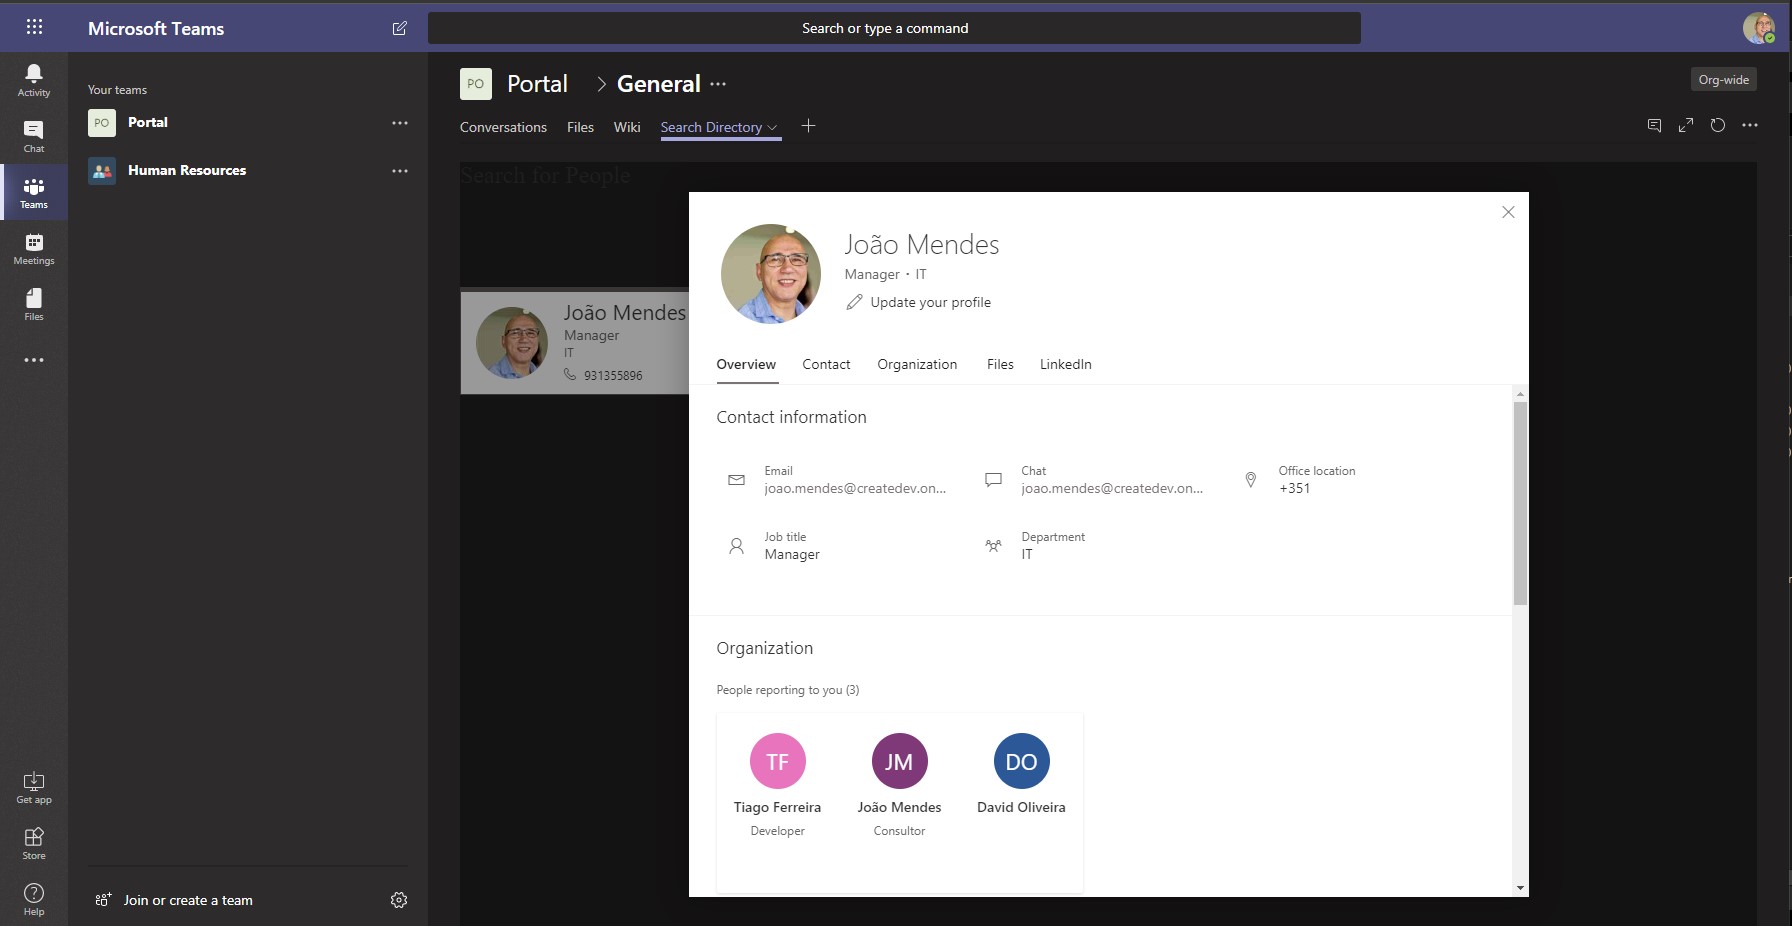 Microsoft Teams
Search or type a command
Activity
Chat
Teams
Meetings
Files
Get app
Store
Help
Your teams
PO Portal
Human Resources
Join or create a team
PO Portal General
Org-wide
Conversations Files Wiki Search Directory
Search for People
João Mendes
Manager
IT
931355896
João Mendes
Manager · IT
Update your profile
Overview Contact Organization Files LinkedIn
Contact information
Email
joao.mendes@createdev.on...
Chat
joao.mendes@createdev.on...
Office location
+351
Job title
Manager
Department
IT
Organization
People reporting to you (3)
TF
Tiago Ferreira
Developer
JM
João Mendes
Consultor
DO
David Oliveira